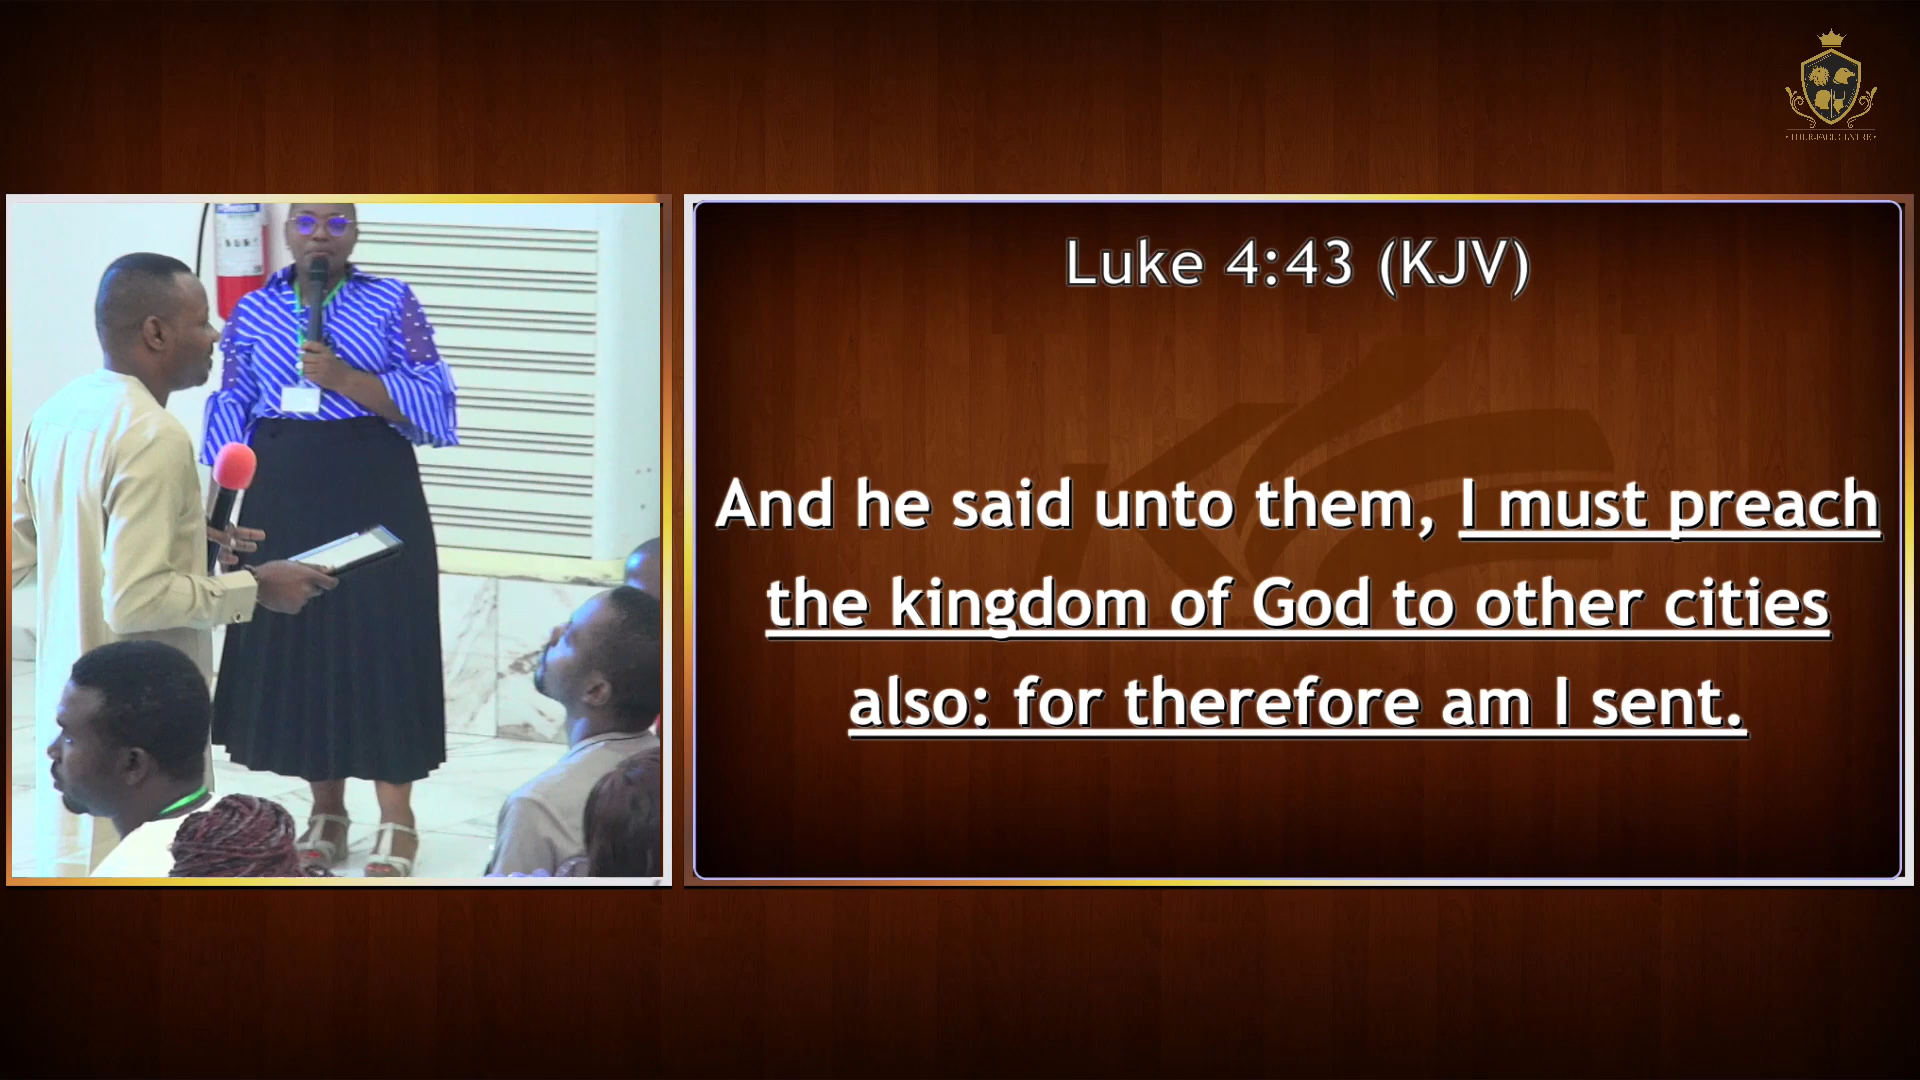 Luke 4:43 (KJV)
And he said unto them, I must preach
the kingdom of God to other cities
also: for therefore am I sent.